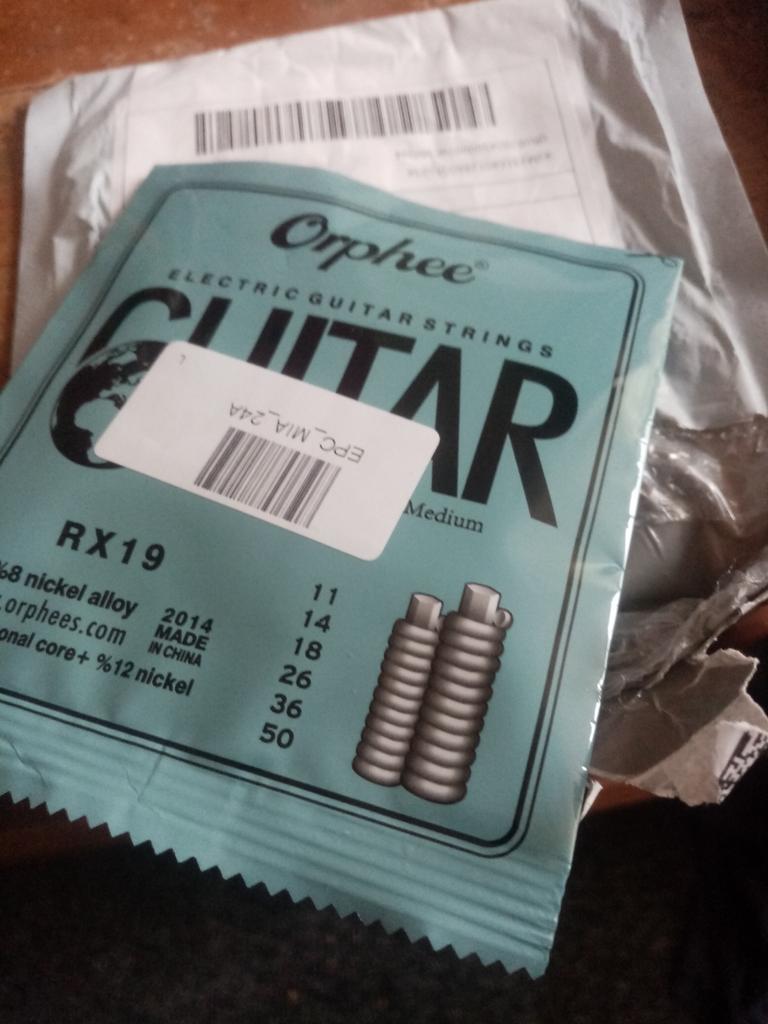 Orphee®
ELECTRIC GUITAR STRINGS
GUITAR
EPC_MIA_24A
Medium
RX19
%8 nickel alloy
.orphees.com
onal core+ %12 nickel
2014
MADE
IN CHINA
11
14
18
26
36
50